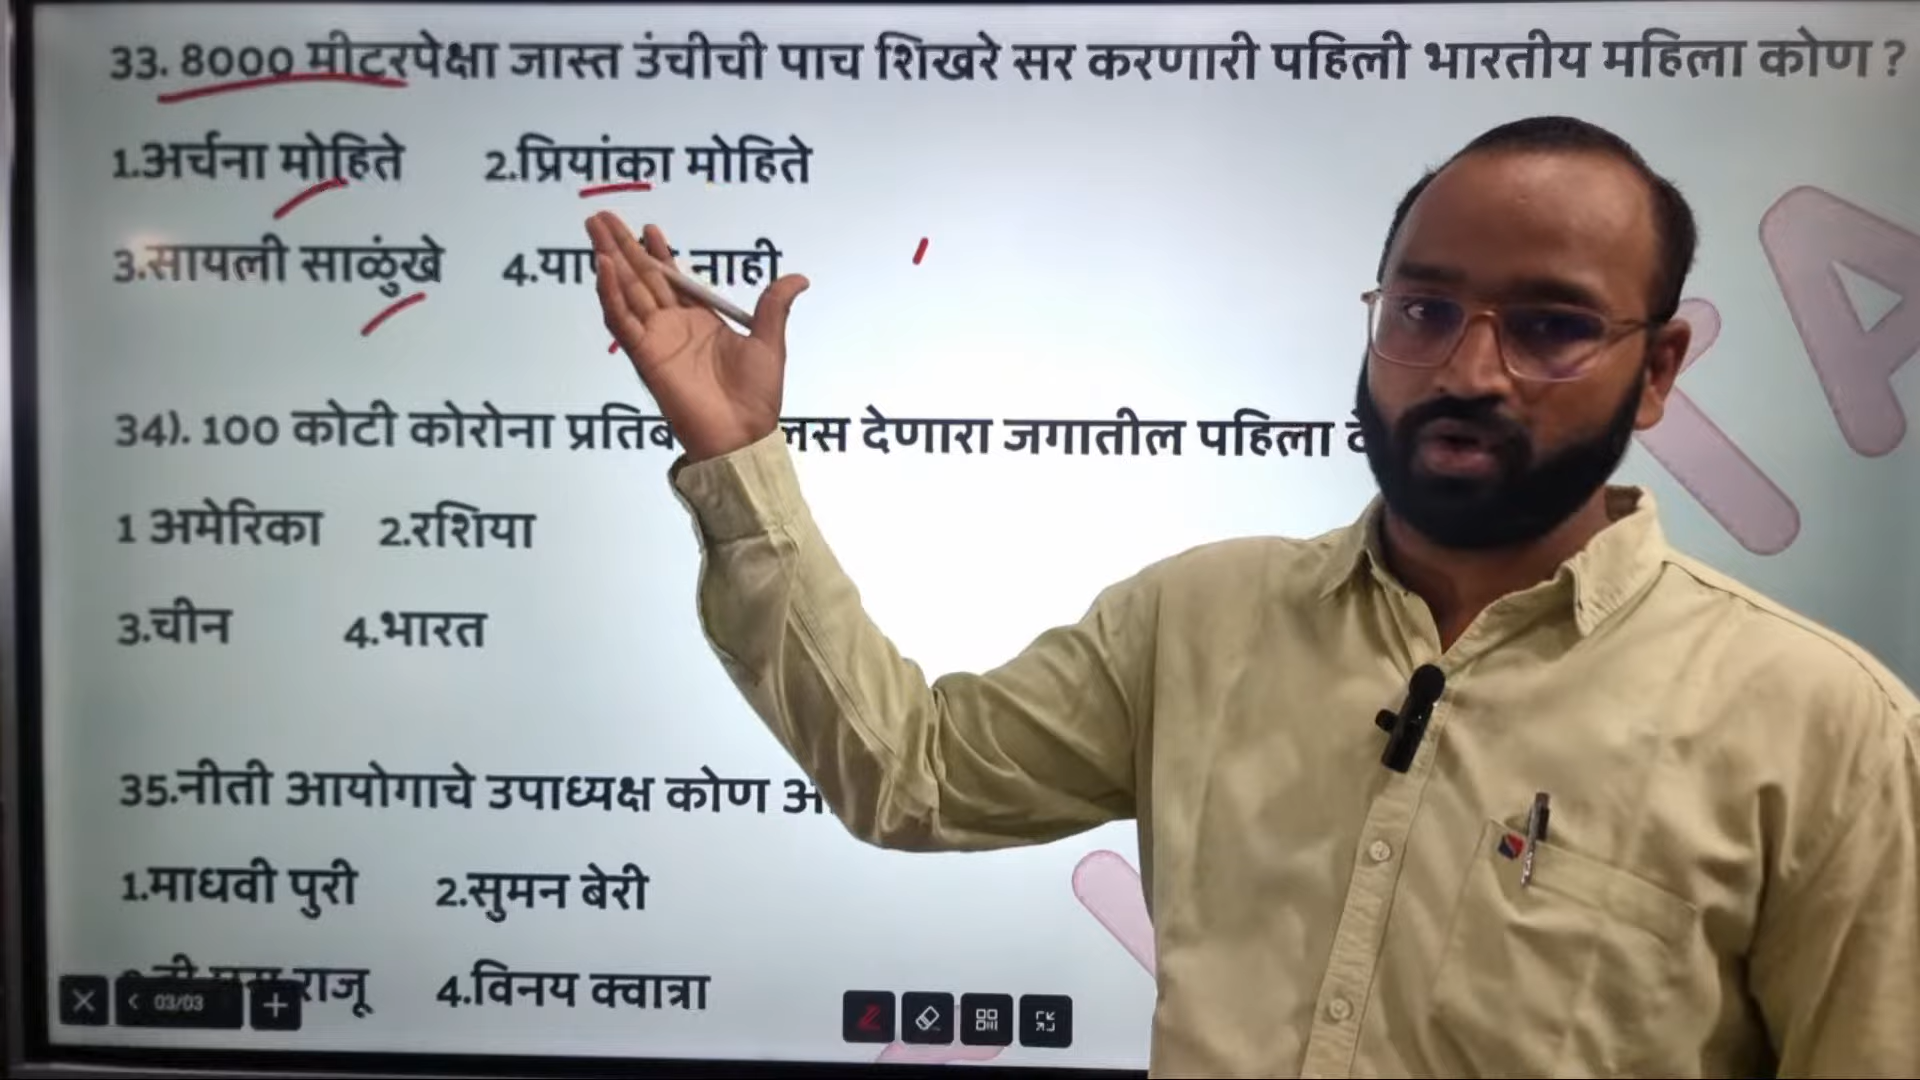 33. 8000 मीटरपेक्षा जास्त उंचीची पाच शिखरे सर करणारी पहिली भारतीय महिला कोण ?
1.अर्चना मोहिते 2.प्रियांका मोहिते
3.सायली साळुंखे 4. नाही
34). 100 कोटी कोरोना देणारा जगातील पहिला
1 अमेरिका 2.रशिया
3.चीन 4.भारत
35.नीती आयोगाचे उपाध्यक्ष कोण
1.माधवी पुरी 2.सुमन बेरी
राजू 4.विनय क्वात्रा
03/03